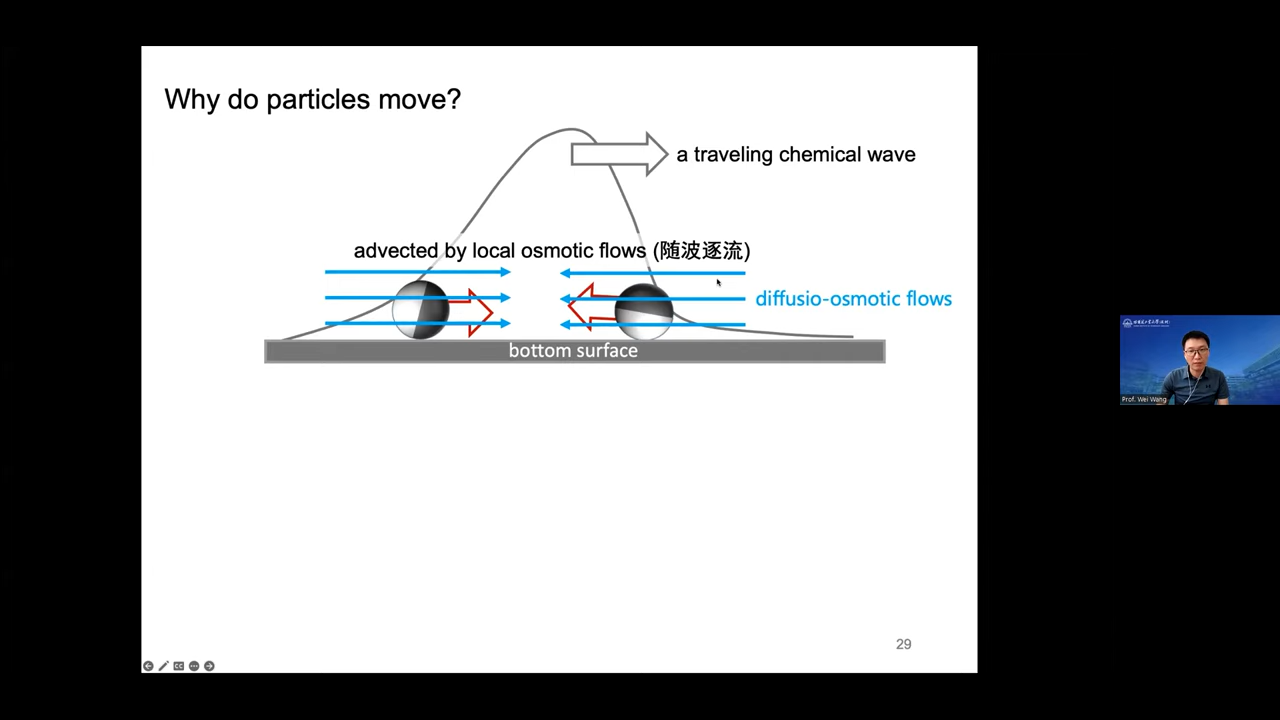 Why do particles move?
a traveling chemical wave
advected by local osmotic flows (随波逐流)
diffusio-osmotic flows
bottom surface
Prof. Wei Wang
29